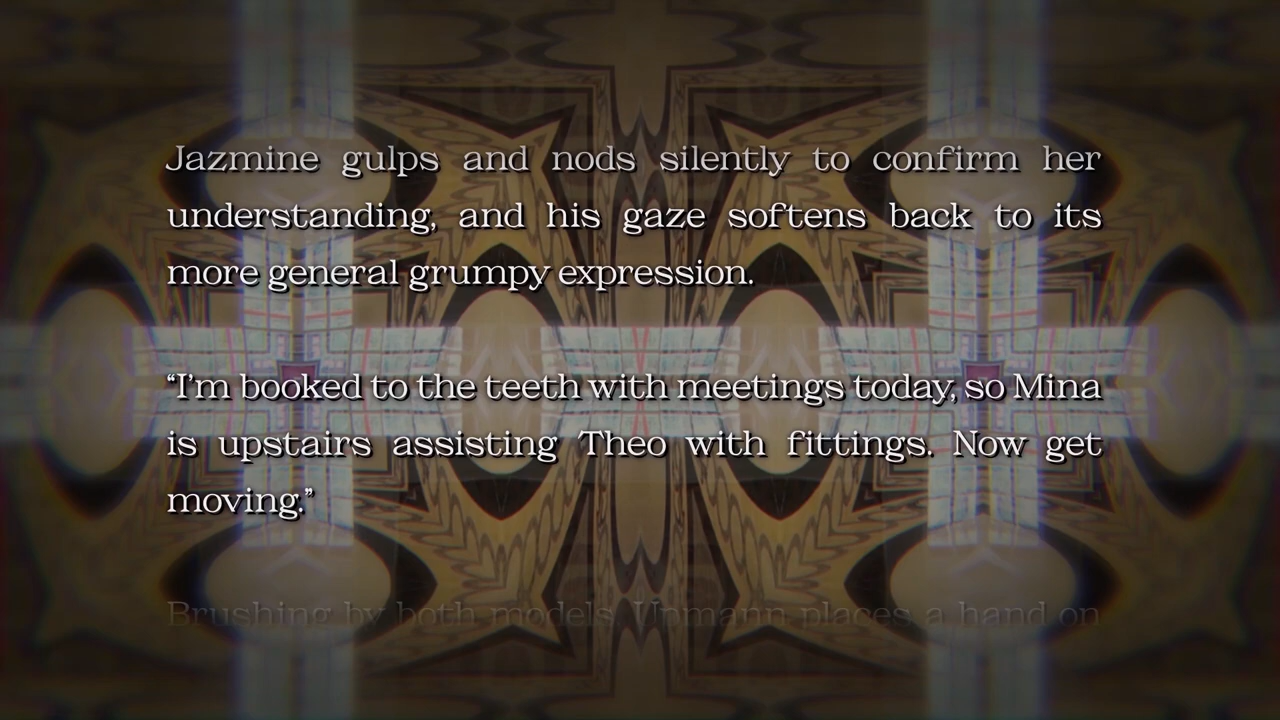 Jazmine gulps and nods silently to confirm her
understanding, and his gaze softens back to its
more general grumpy expression.
“I’m booked to the teeth with meetings today, so Mina
is upstairs assisting Theo with fittings. Now get
moving.”
Brushing by both models, Upmann places a hand on